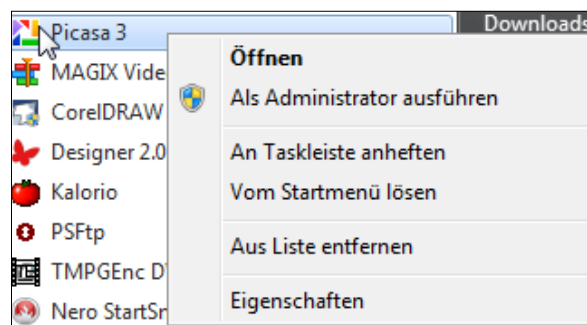 Picasa 3
Downloads
MAGIX Vide
CorelDRAW
Designer 2.0
Kalorio
PSFtp
TMPGEnc D
Nero StartSr
Öffnen
Als Administrator ausführen
An Taskleiste anheften
Vom Startmenü lösen
Aus Liste entfernen
Eigenschaften